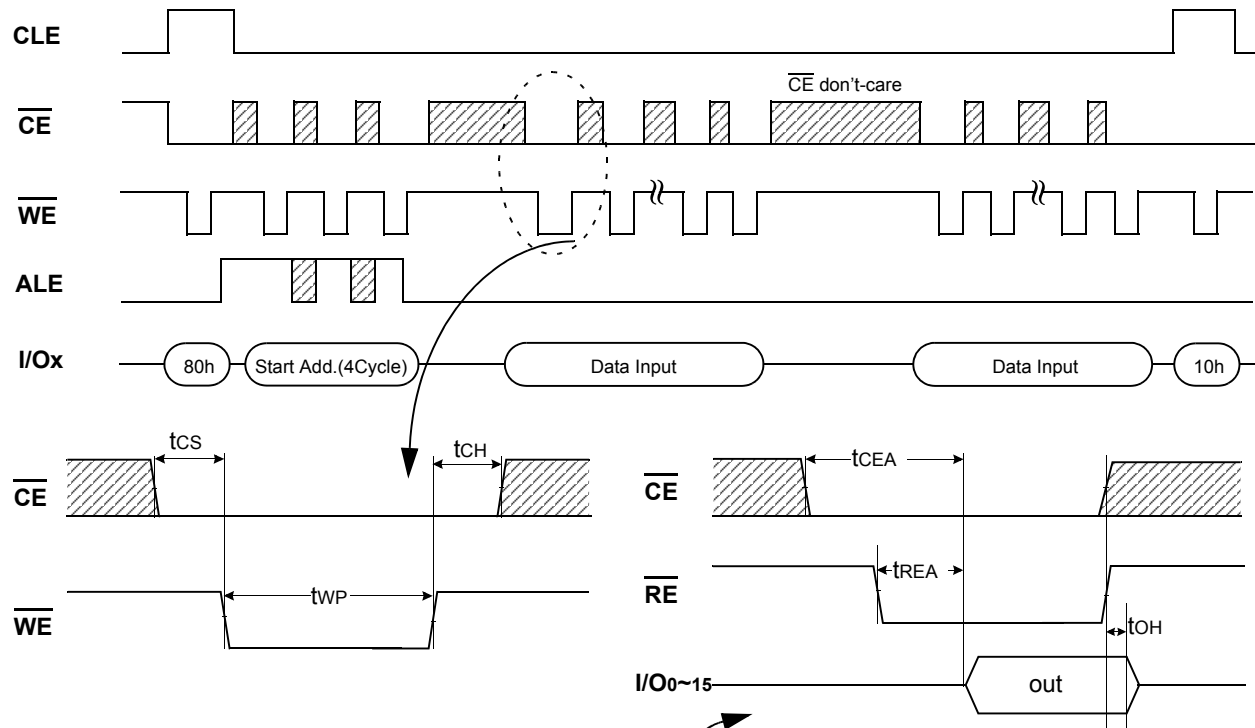 CLE
CE
CE don't-care
WE
ALE
I/Ox
80h
Start Add.(4Cycle)
Data Input
Data Input
10h
tCS
tCH
CE
tWP
WE
tCEA
CE
tREA
RE
tOH
I/O0~15
out